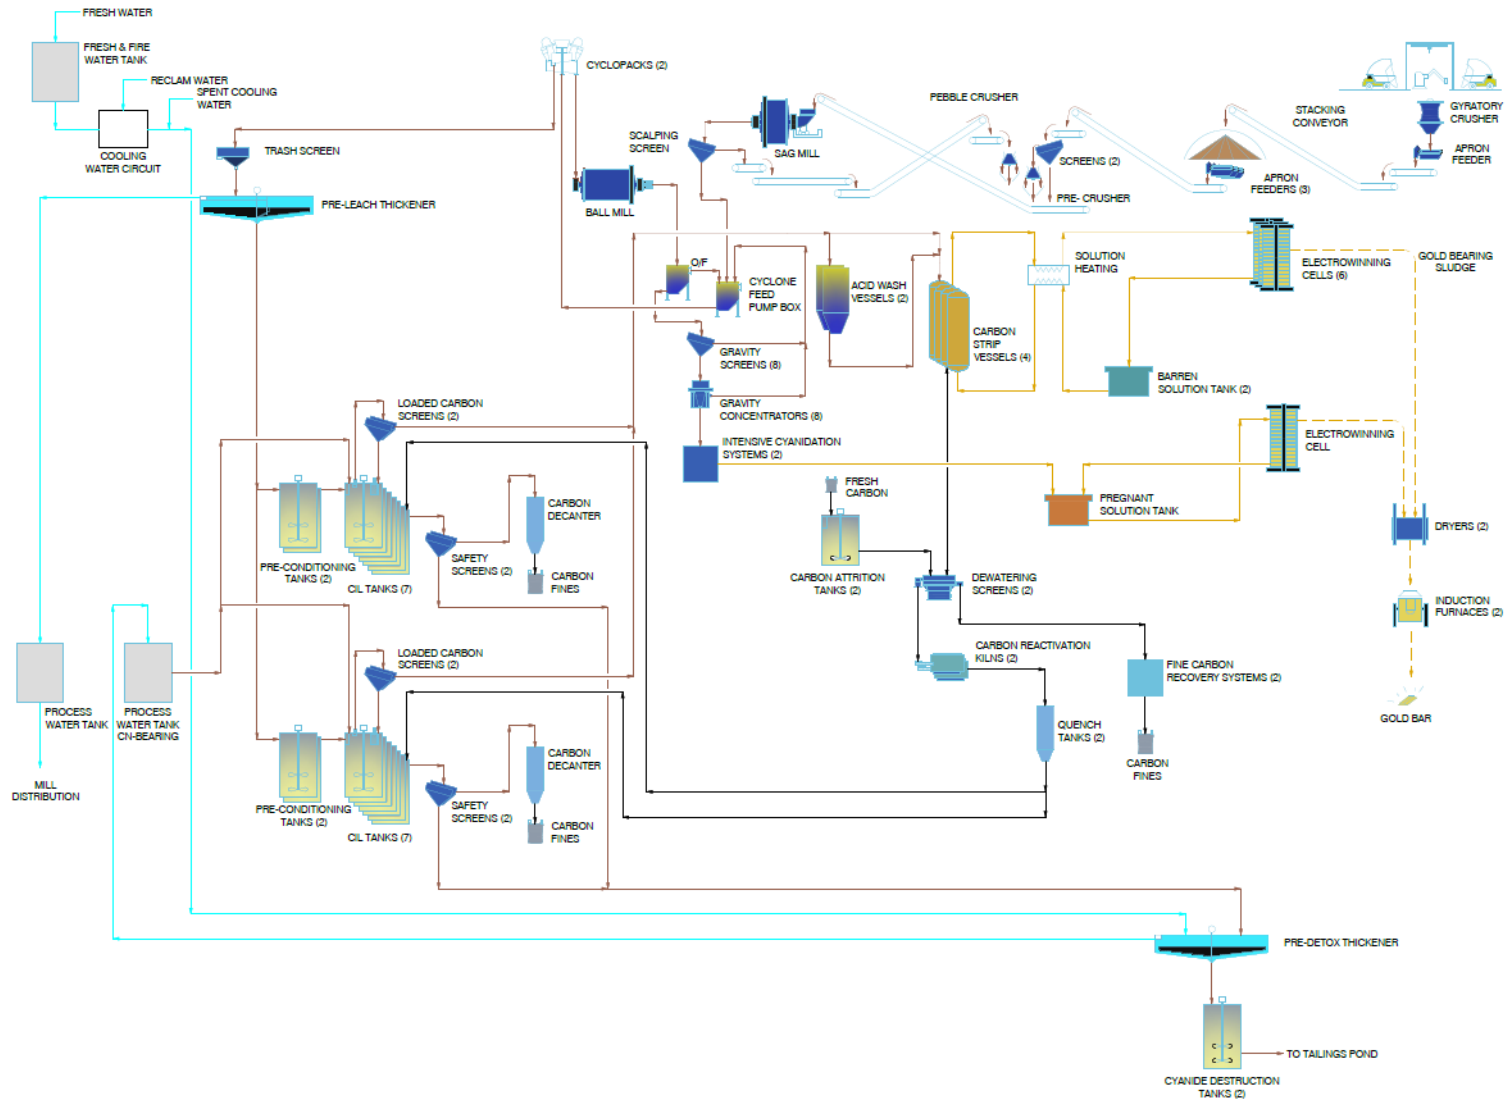 FRESH WATER
FRESH & FIRE
WATER TANK
RECLAM WATER
SPENT COOLING
WATER
COOLING
WATER CIRCUIT
TRASH SCREEN
PRE-LEACH THICKENER
CYCLOPACKS (2)
SCALPING
SCREEN
BALL MILL
SAG MILL
PEBBLE CRUSHER
SCREENS (2)
PRE- CRUSHER
STACKING
CONVEYOR
APRON
FEEDERS (3)
GYRATORY
CRUSHER
APRON
FEEDER
O/F
CYCLONE
FEED
PUMP BOX
ACID WASH
VESSELS (2)
CARBON
STRIP
VESSELS (4)
SOLUTION
HEATING
ELECTROWINNING
CELLS (6)
GOLD BEARING
SLUDGE
GRAVITY
SCREENS (8)
GRAVITY
CONCENTRATORS (8)
BARREN
SOLUTION TANK (2)
INTENSIVE CYANIDATION
SYSTEMS (2)
ELECTROWINNING
CELL
PREGNANT
SOLUTION TANK
LOADED CARBON
SCREENS (2)
PRE-CONDITIONING
TANKS (2)
CIL TANKS (7)
SAFETY
SCREENS (2)
CARBON
DECANTER
CARBON
FINES
FRESH
CARBON
CARBON ATTRITION
TANKS (2)
DEWATERING
SCREENS (2)
DRYERS (2)
INDUCTION
FURNACES (2)
GOLD BAR
CARBON REACTIVATION
KILNS (2)
FINE CARBON
RECOVERY SYSTEMS (2)
QUENCH
TANKS (2)
CARBON
FINES
PROCESS
WATER TANK
PROCESS
WATER TANK
CN-BEARING
MILL
DISTRIBUTION
LOADED CARBON
SCREENS (2)
PRE-CONDITIONING
TANKS (2)
CIL TANKS (7)
SAFETY
SCREENS (2)
CARBON
DECANTER
CARBON
FINES
PRE-DETOX THICKENER
TO TAILINGS POND
CYANIDE DESTRUCTION
TANKS (2)